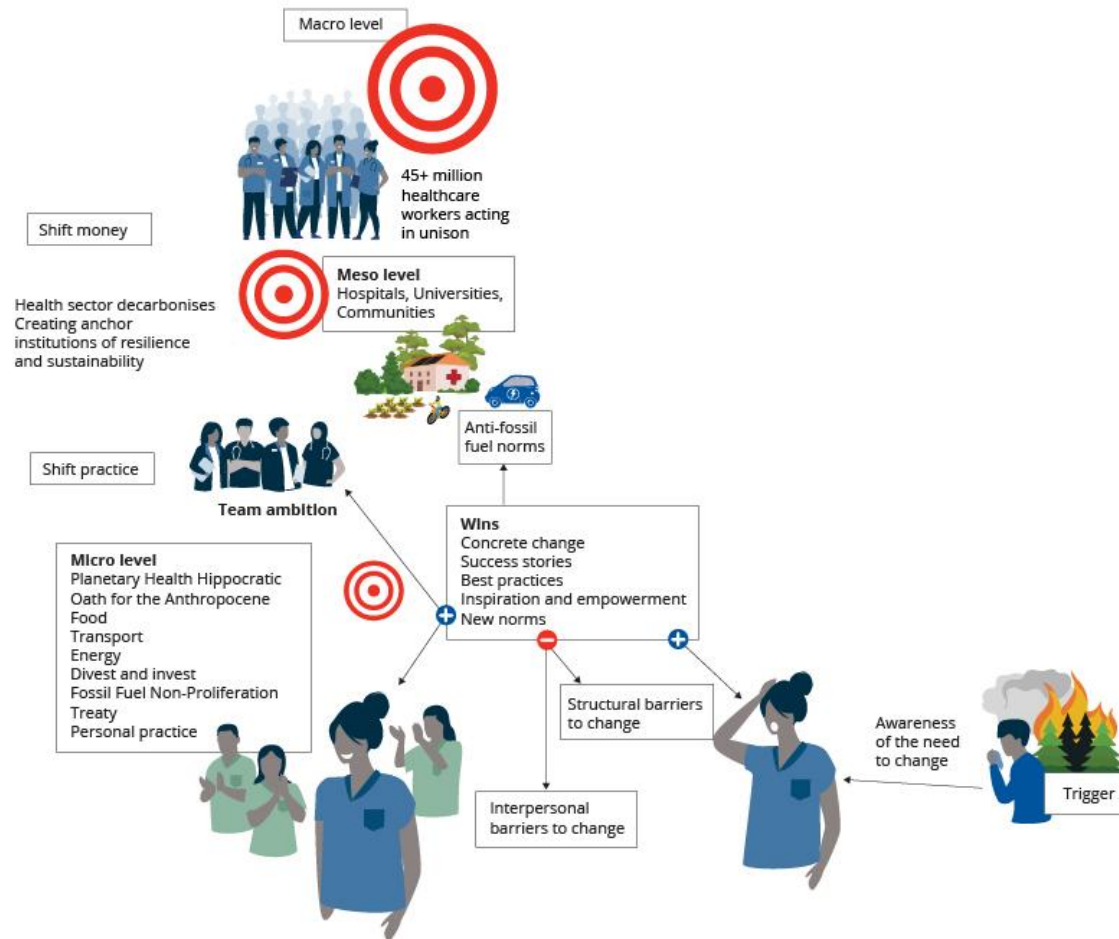 Macro level
45+ million
healthcare
workers acting
in unison
Shift money
Meso level
Hospitals, Universities,
Communities
Health sector decarbonises
Creating anchor
institutions of resilience
and sustainability
Anti-fossil
fuel norms
Shift practice
Team ambition
Wins
Concrete change
Success stories
Best practices
Inspiration and empowerment
New norms
Micro level
Planetary Health Hippocratic
Oath for the Anthropocene
Food
Transport
Energy
Divest and invest
Fossil Fuel Non-Proliferation
Treaty
Personal practice
Structural barriers
to change
Awareness
of the need
to change
Trigger
Interpersonal
barriers to change